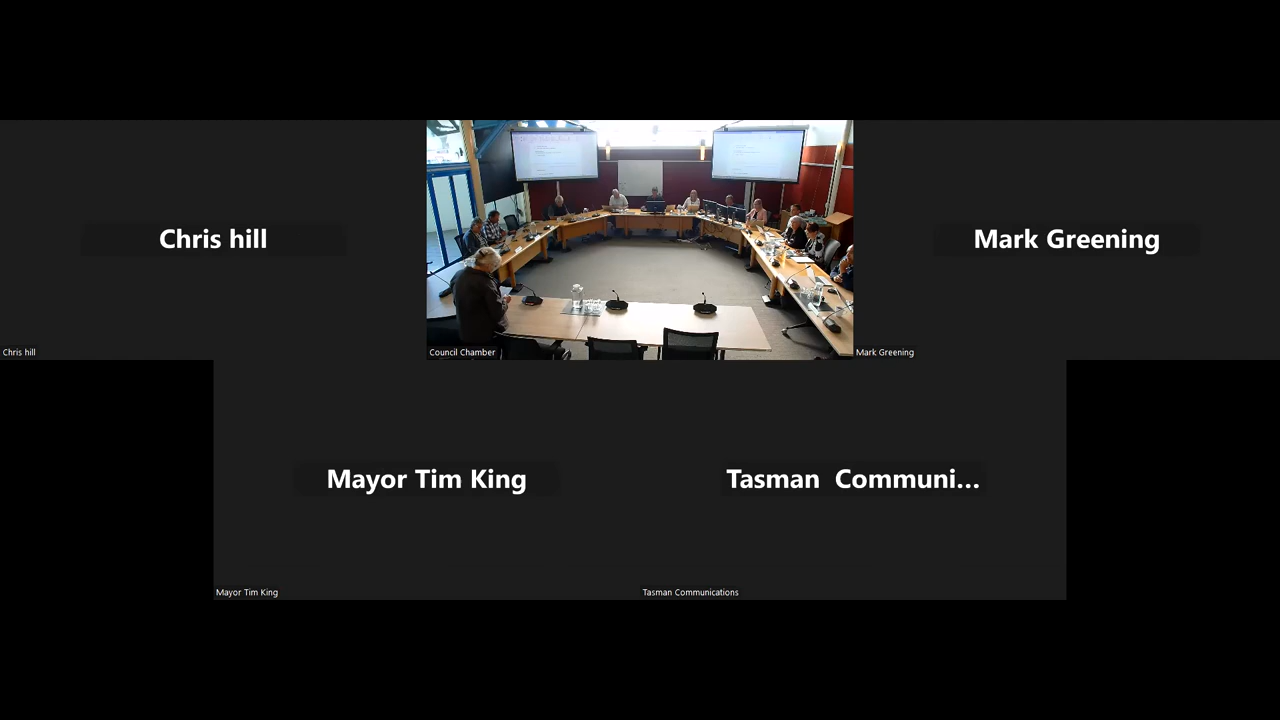 Chris hill
Mark Greening
Chris hill
Council Chamber
Mark Greening
Mayor Tim King
Tasman Communi...
Mayor Tim King
Tasman Communications